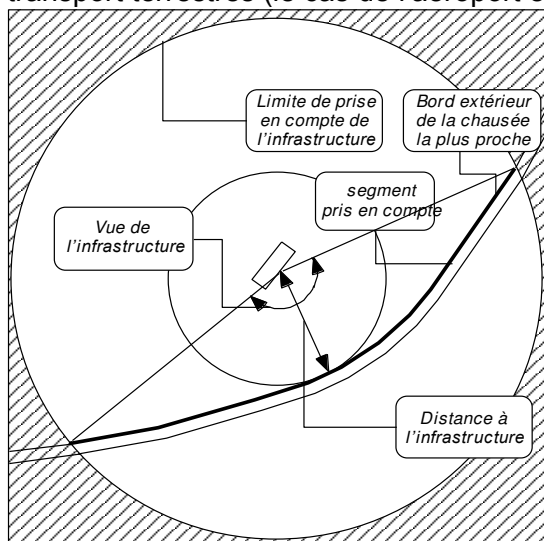 Limite de prise
en compte de
l'infrastructure
Bord extérieur
de la chausée
la plus proche
segment
pris en compte
Vue de
l'infrastructure
Distance à
l'infrastructure